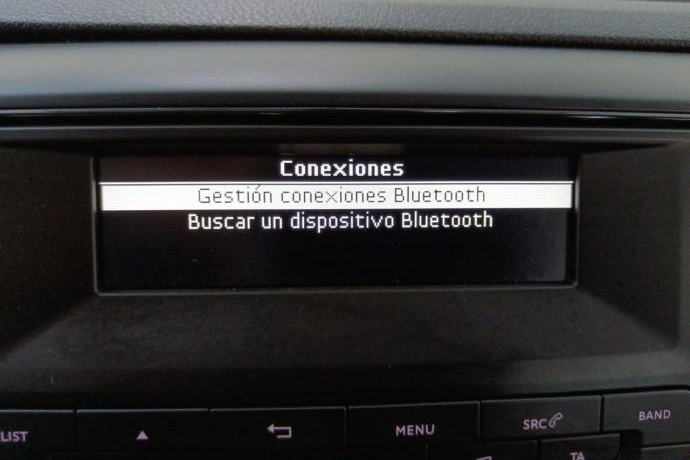 Conexiones
Gestión conexiones Bluetooth
Buscar un dispositivo Bluetooth
LIST
MENU
SRC
BAND
TA